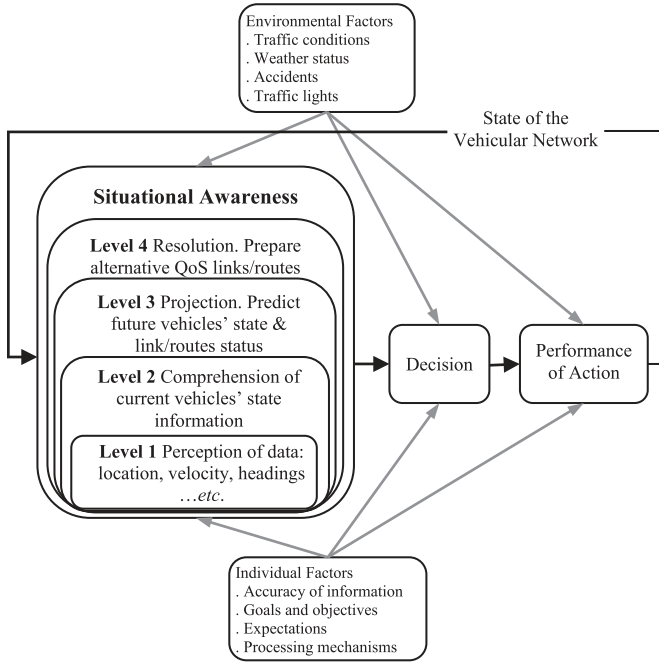 Environmental Factors
. Traffic conditions
. Weather status
. Accidents
. Traffic lights
State of the
Vehicular Network
Situational Awareness
Level 4 Resolution. Prepare
alternative QoS links/routes
Level 3 Projection. Predict
future vehicles’ state &
link/routes status
Level 2 Comprehension of
current vehicles’ state
information
Level 1 Perception of data:
location, velocity, headings
…etc.
Decision
Performance
of Action
Individual Factors
. Accuracy of information
. Goals and objectives
. Expectations
. Processing mechanisms